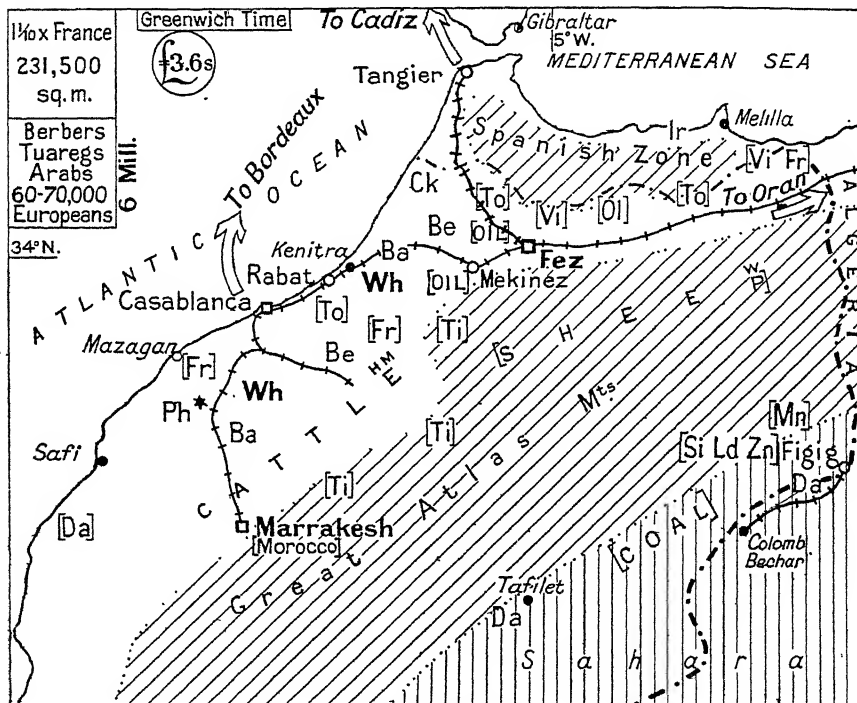 1 1/10 x France
231,500
sq. m.
Berbers
Tuaregs
Arabs
60-70,000
Europeans
6 Mill.
34°N.
Greenwich Time
£3.6s
To Cadiz
Gibraltar
5° W.
MEDITERRANEAN SEA
Tangier
Melilla
Ir
Spanish Zone
[Vi Fr]
To Bordeaux
ATLANTIC OCEAN
Ck
[To]
[Vi]
[Ol]
[To]
To Oran
ALGERIA
Be
[OIL]
Fez
Kenitra
Ba
Rabat
Wh
[OIL]
Mekinez
Casablanca
[To]
[Fr]
[Ti]
[SHEEP]
W
Mazagan
[Fr]
Be
HM
CATTLE
Wh
Ph
Ba
Great Atlas Mts.
[Ti]
[Mn]
Safi
[Si Ld Zn]
Figig
[Ti]
Da
[Da]
Marrakesh
[Morocco]
[COAL]
Colomb
Bechar
Tafilet
Da
Sahara